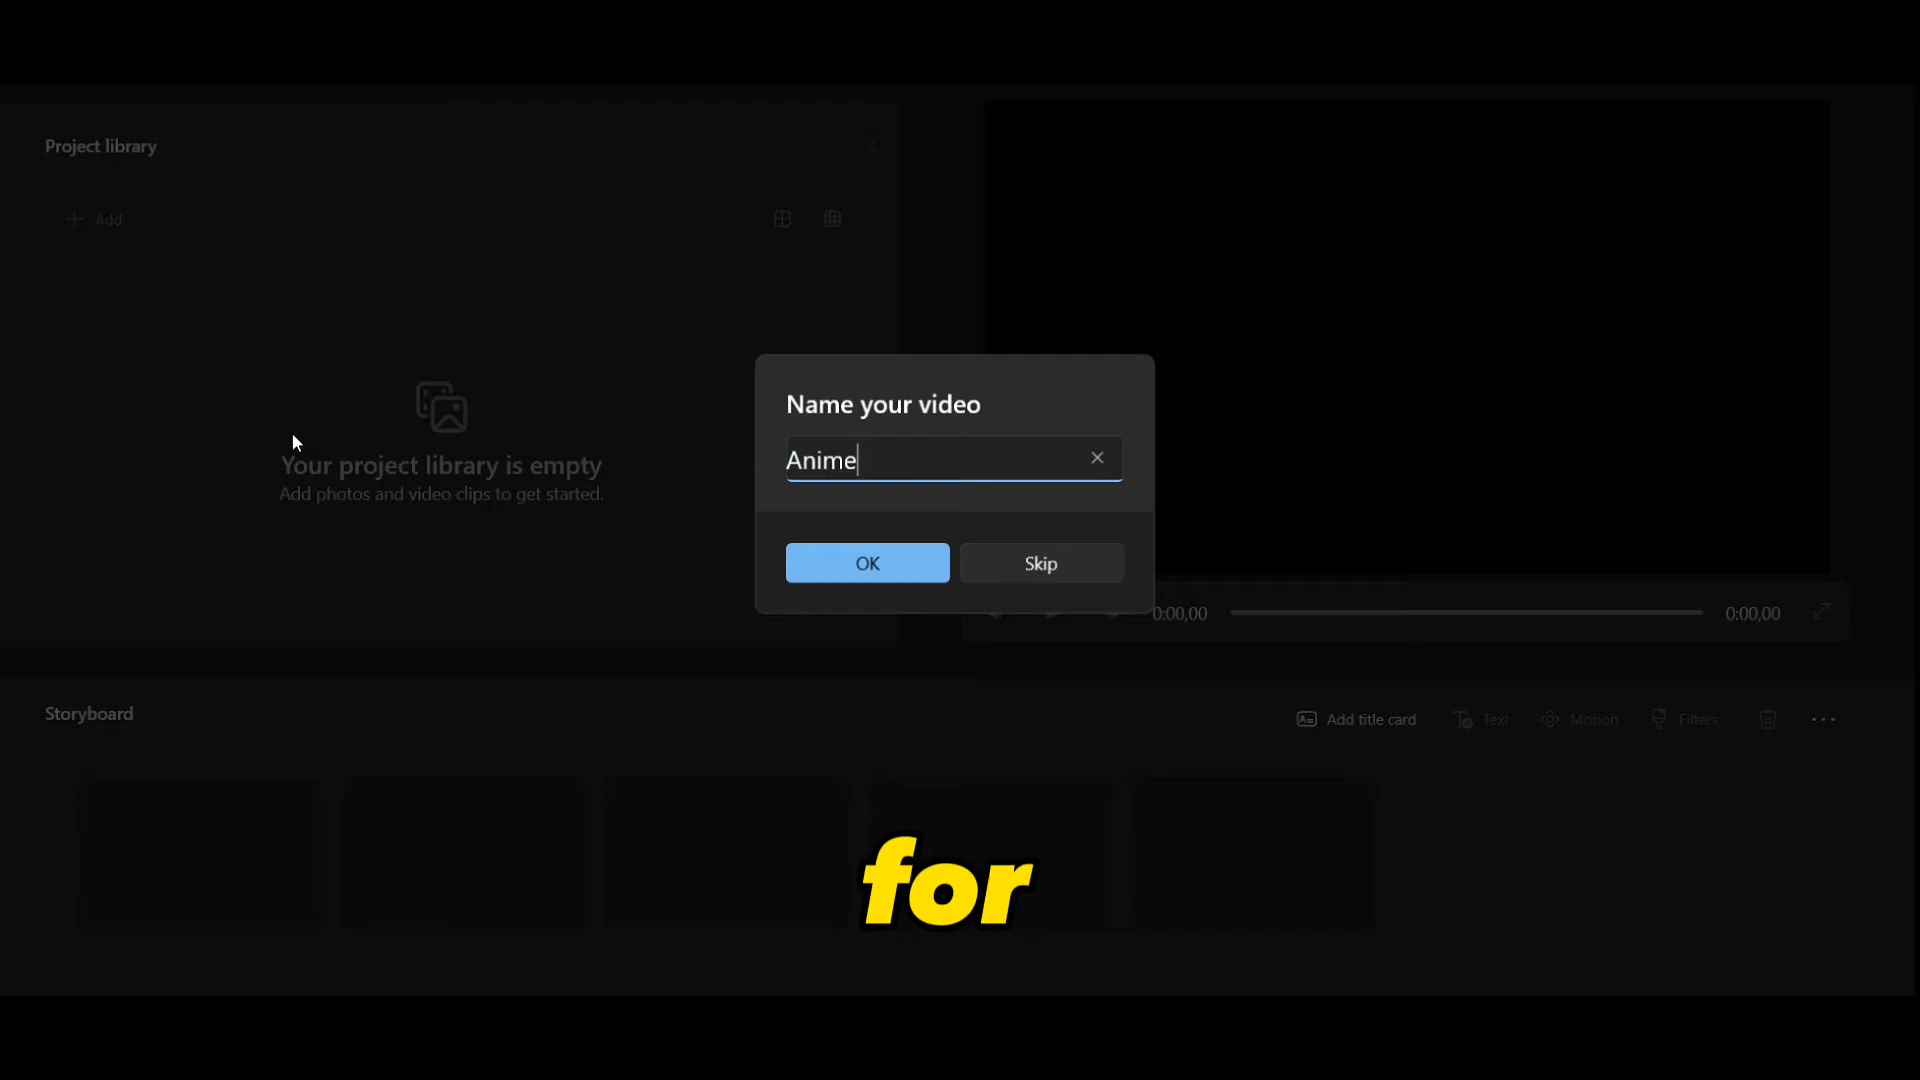 Project library
Add
Your project library is empty
Add photos and video clips to get started.
Name your video
Anime
OK
Skip
0:00,00
0:00,00
Storyboard
Add title card
Text
Motion
Filters
for